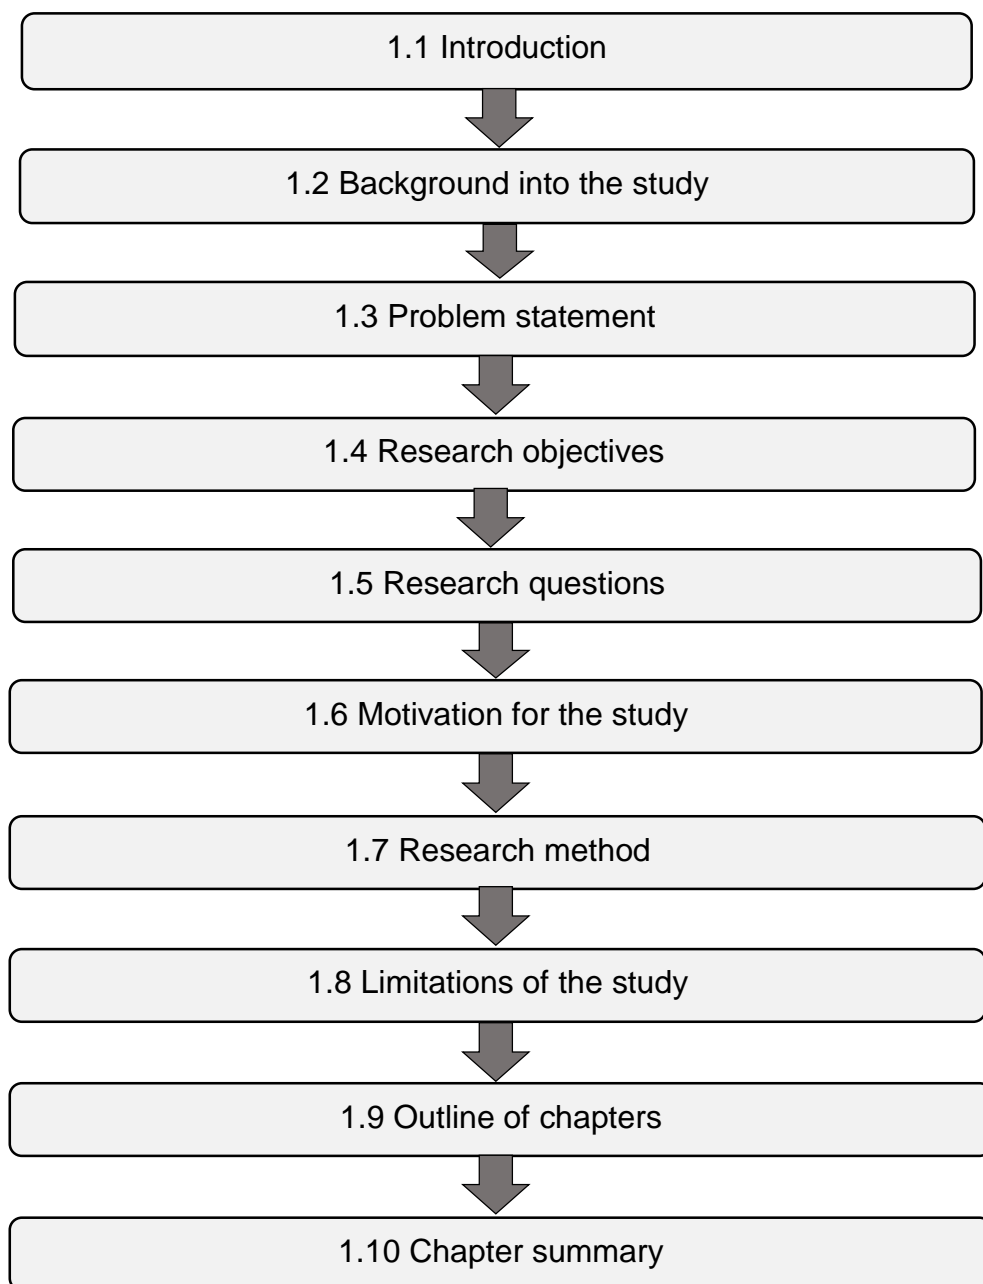 1.1 Introduction
1.2 Background into the study
1.3 Problem statement
1.4 Research objectives
1.5 Research questions
1.6 Motivation for the study
1.7 Research method
1.8 Limitations of the study
1.9 Outline of chapters
1.10 Chapter summary